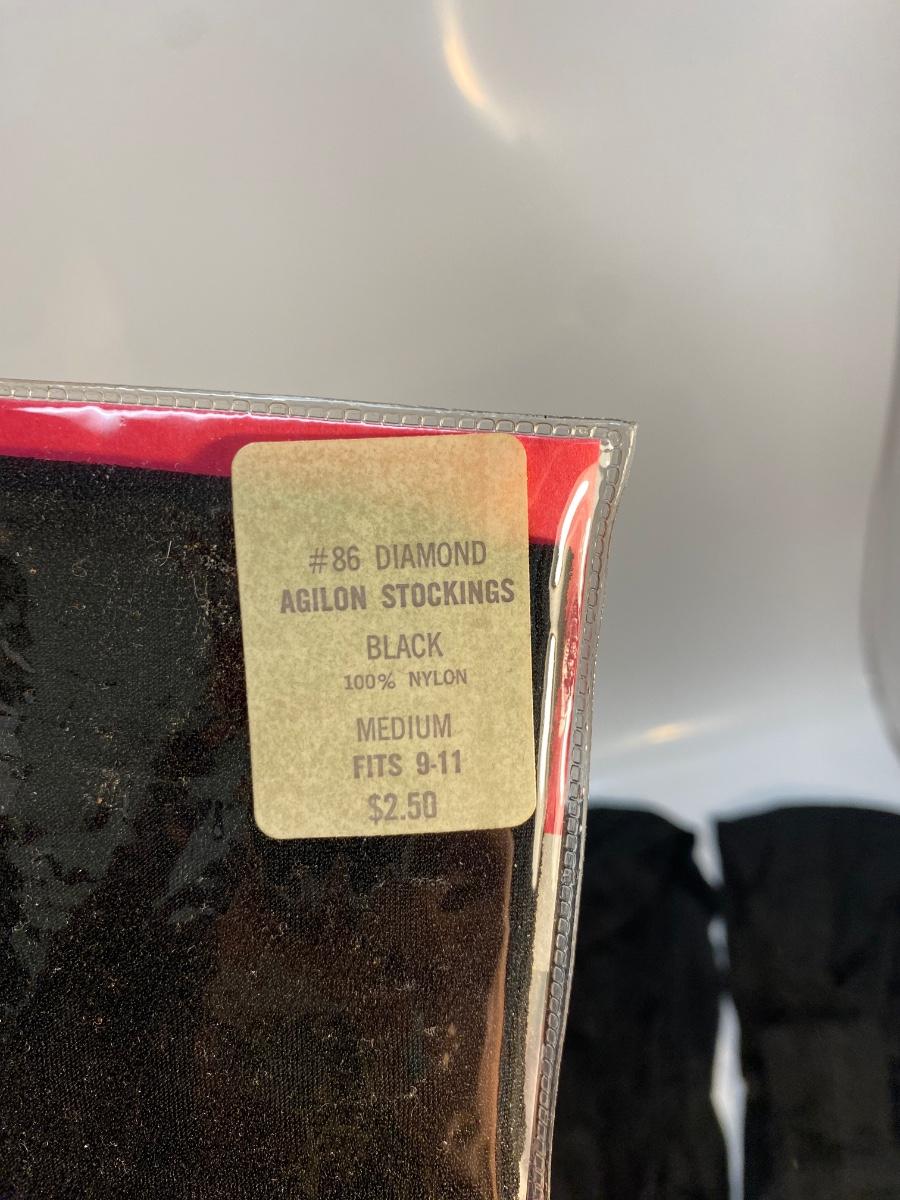 #86 DIAMOND
AGILON STOCKINGS
BLACK
100% NYLON
MEDIUM
FITS 9-11
$2.50